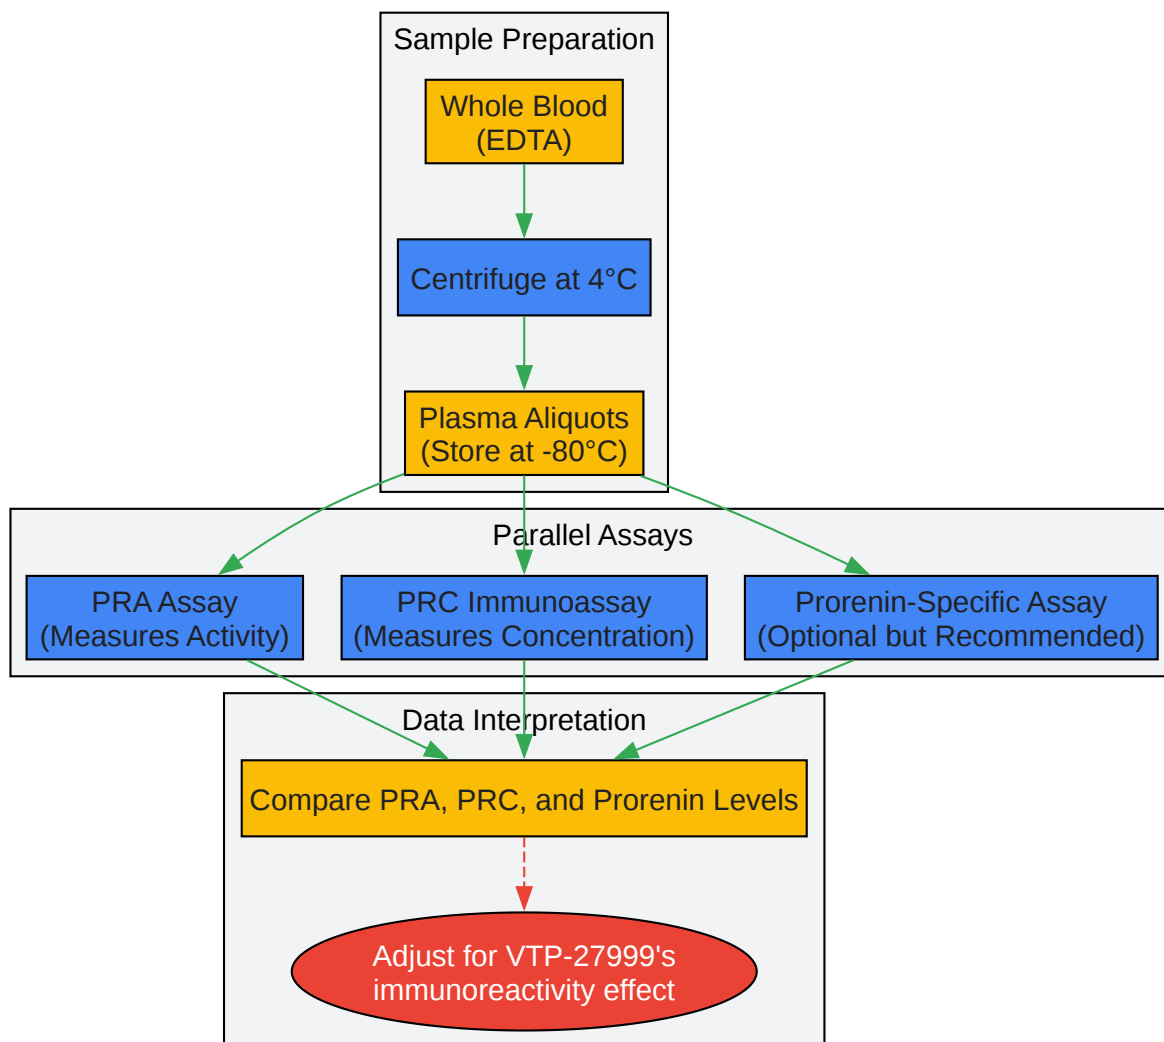 Sample Preparation
Whole Blood
(EDTA)
Centrifuge at 4°C
Plasma Aliquots
(Store at -80°C)
Parallel Assays
PRA Assay
(Measures Activity)
PRC Immunoassay
(Measures Concentration)
Prorenin-Specific Assay
(Optional but Recommended)
Data Interpretation
Compare PRA, PRC, and Prorenin Levels
Adjust for VTP-27999's
immunoreactivity effect